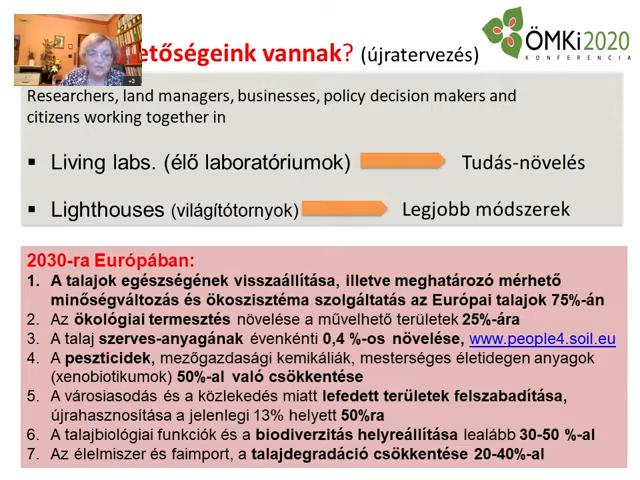 etőségeink vannak? (újratervezés)
ÖMKi2020
KONFERENCIA
+3
Researchers, land managers, businesses, policy decision makers and
citizens working together in
▪ Living labs. (élő laboratóriumok) Tudás-növelés
▪ Lighthouses (világítótornyok) Legjobb módszerek
2030-ra Európában:
1. A talajok egészségének visszaállítása, illetve meghatározó mérhető
minőségváltozás és ökoszisztéma szolgáltatás az Európai talajok 75%-án
2. Az ökológiai termesztés növelése a művelhető területek 25%-ára
3. A talaj szerves-anyagának évenkénti 0,4 %-os növelése, www.people4.soil.eu
4. A peszticidek, mezőgazdasági kemikáliák, mesterséges életidegen anyagok
(xenobiotikumok) 50%-al való csökkentése
5. A városiasodás és a közlekedés miatt lefedett területek felszabadítása,
újrahasznosítása a jelenlegi 13% helyett 50%ra
6. A talajbiológiai funkciók és a biodiverzitás helyreállítása lealább 30-50 %-al
7. Az élelmiszer és faimport, a talajdegradáció csökkentése 20-40%-al